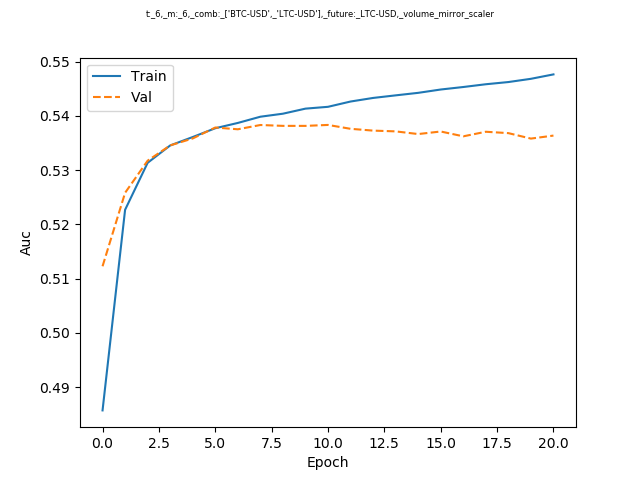 t:_6,_m:_6,_comb:_['BTC-USD',_'LTC-USD'],_future:_LTC-USD,_volume_mirror_scaler
0.55
Train
Val
0.54
0.53
0.52
Auc
0.51
0.50
0.49
0.0 2.5 5.0 7.5 10.0 12.5 15.0 17.5 20.0
Epoch